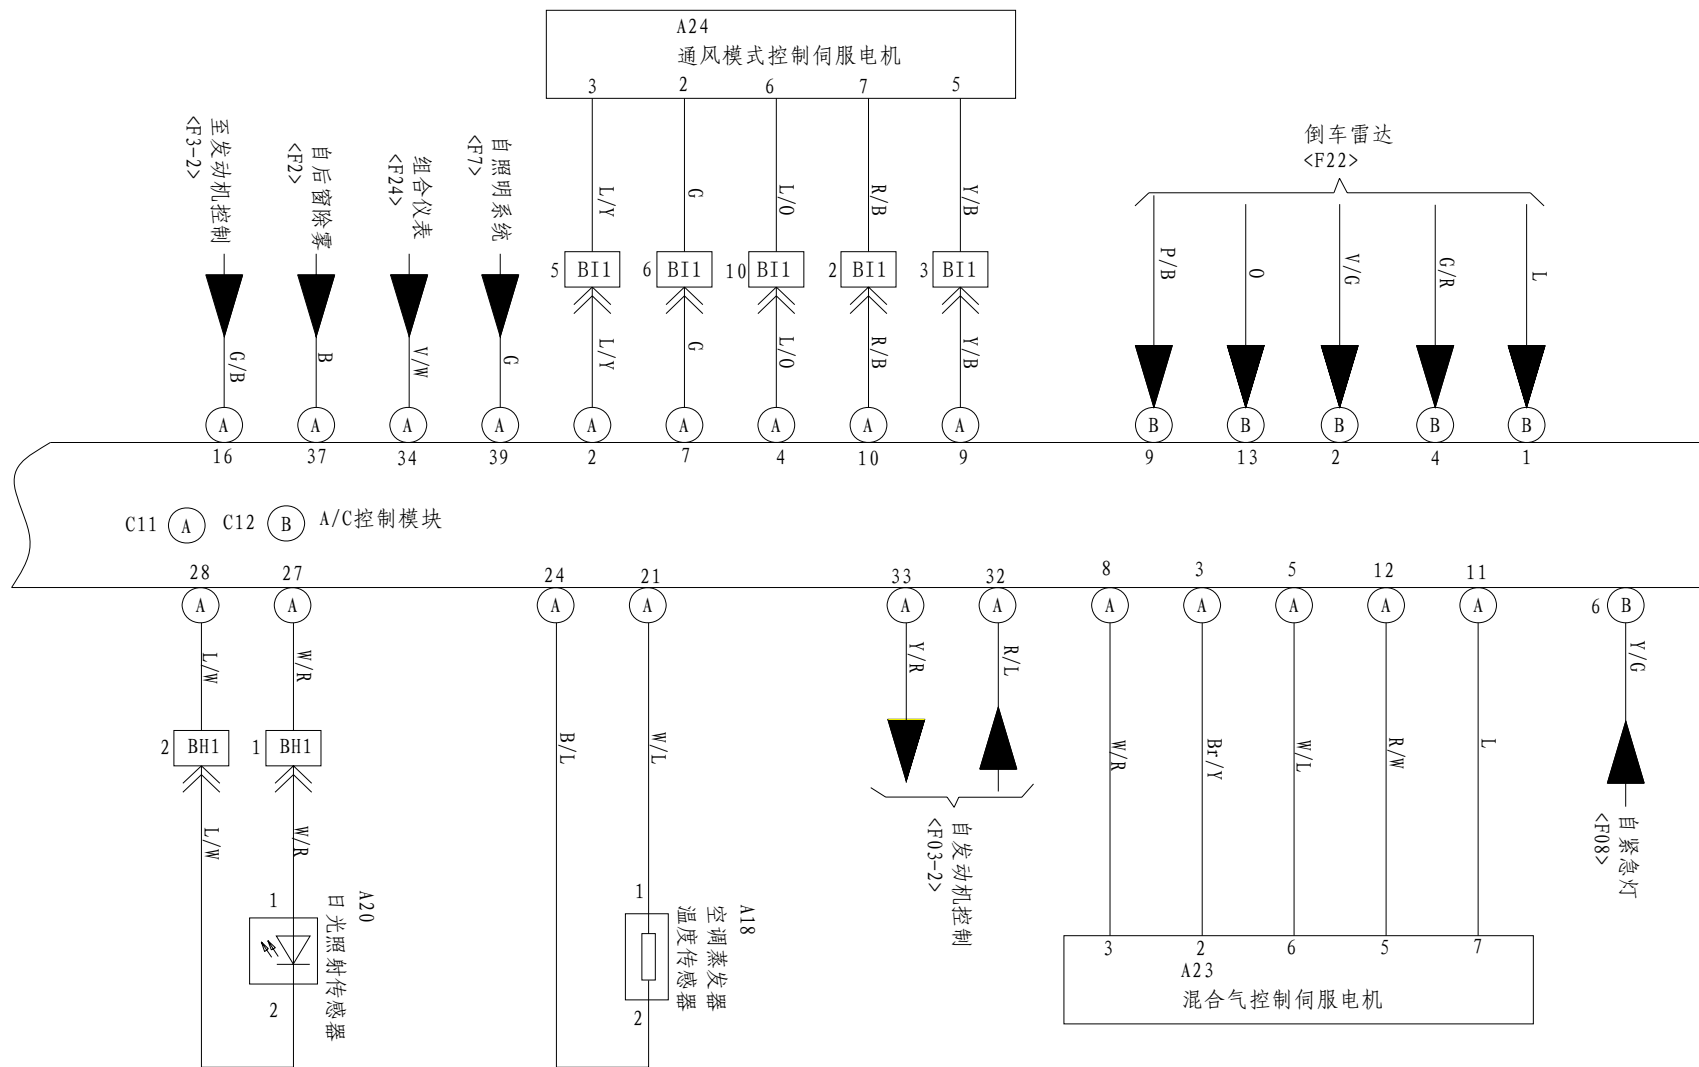 A24
通风模式控制伺服电机
3 2 6 7 5
至发动机控制
<F3-2>
自后窗除雾
<F2>
组合仪表
<F24>
自照明系统
<F7>
倒车雷达
<F22>
L/Y G L/O R/B Y/B
P/B O V/G G/R L
5 BI1 6 BI1 10 BI1 2 BI1 3 BI1
G/B B V/W G L/Y G L/O R/B Y/B
A A A A A A A A A B B B B B
16 37 34 39 2 7 4 10 9 9 13 2 4 1
C11 A C12 B A/C控制模块
28 27 24 21 33 32 8 3 5 12 11
A A A A A A A A A A A 6 B
L/W W/R Y/R R/L Y/G
2 BH1 1 BH1 B/L W/L W/R Br/Y W/L R/W L
L/W W/R
自发动机控制
<F03-2>
自紧急灯
<F08>
1
2
A20
日光照射传感器
1
2
A18
空调蒸发器
温度传感器
3 2 6 5 7
A23
混合气控制伺服电机